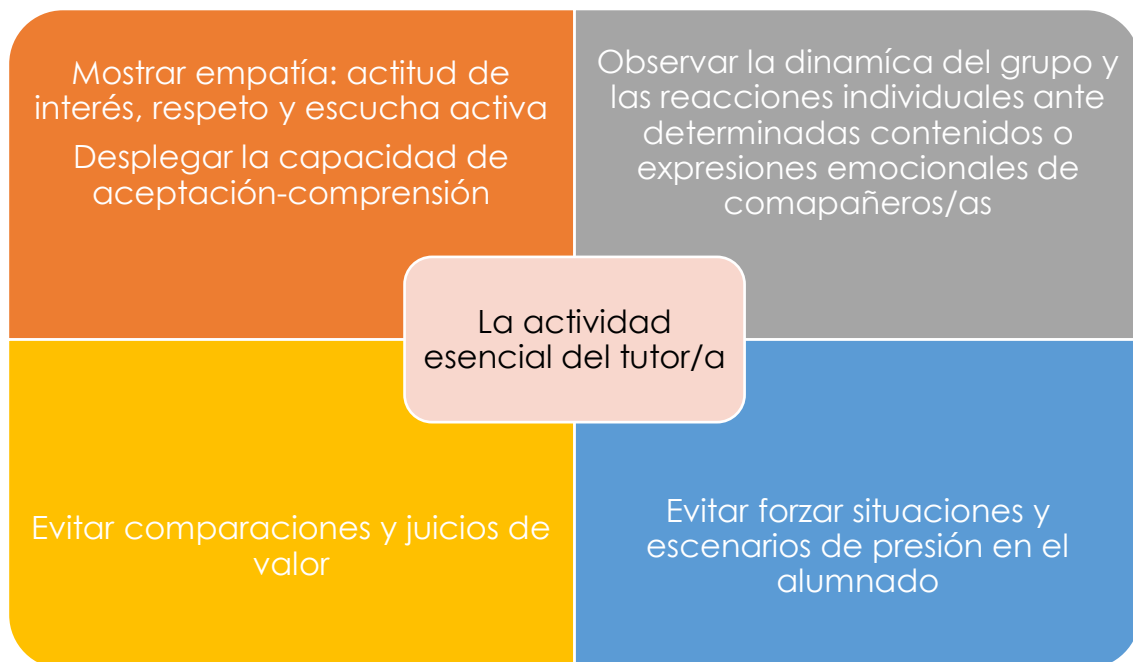 Mostrar empatía: actitud de
interés, respeto y escucha activa
Desplegar la capacidad de
aceptación-comprensión
Observar la dinamíca del grupo y
las reacciones individuales ante
determinadas contenidos o
expresiones emocionales de
comapañeros/as
La actividad
esencial del tutor/a
Evitar comparaciones y juicios de
valor
Evitar forzar situaciones y
escenarios de presión en el
alumnado